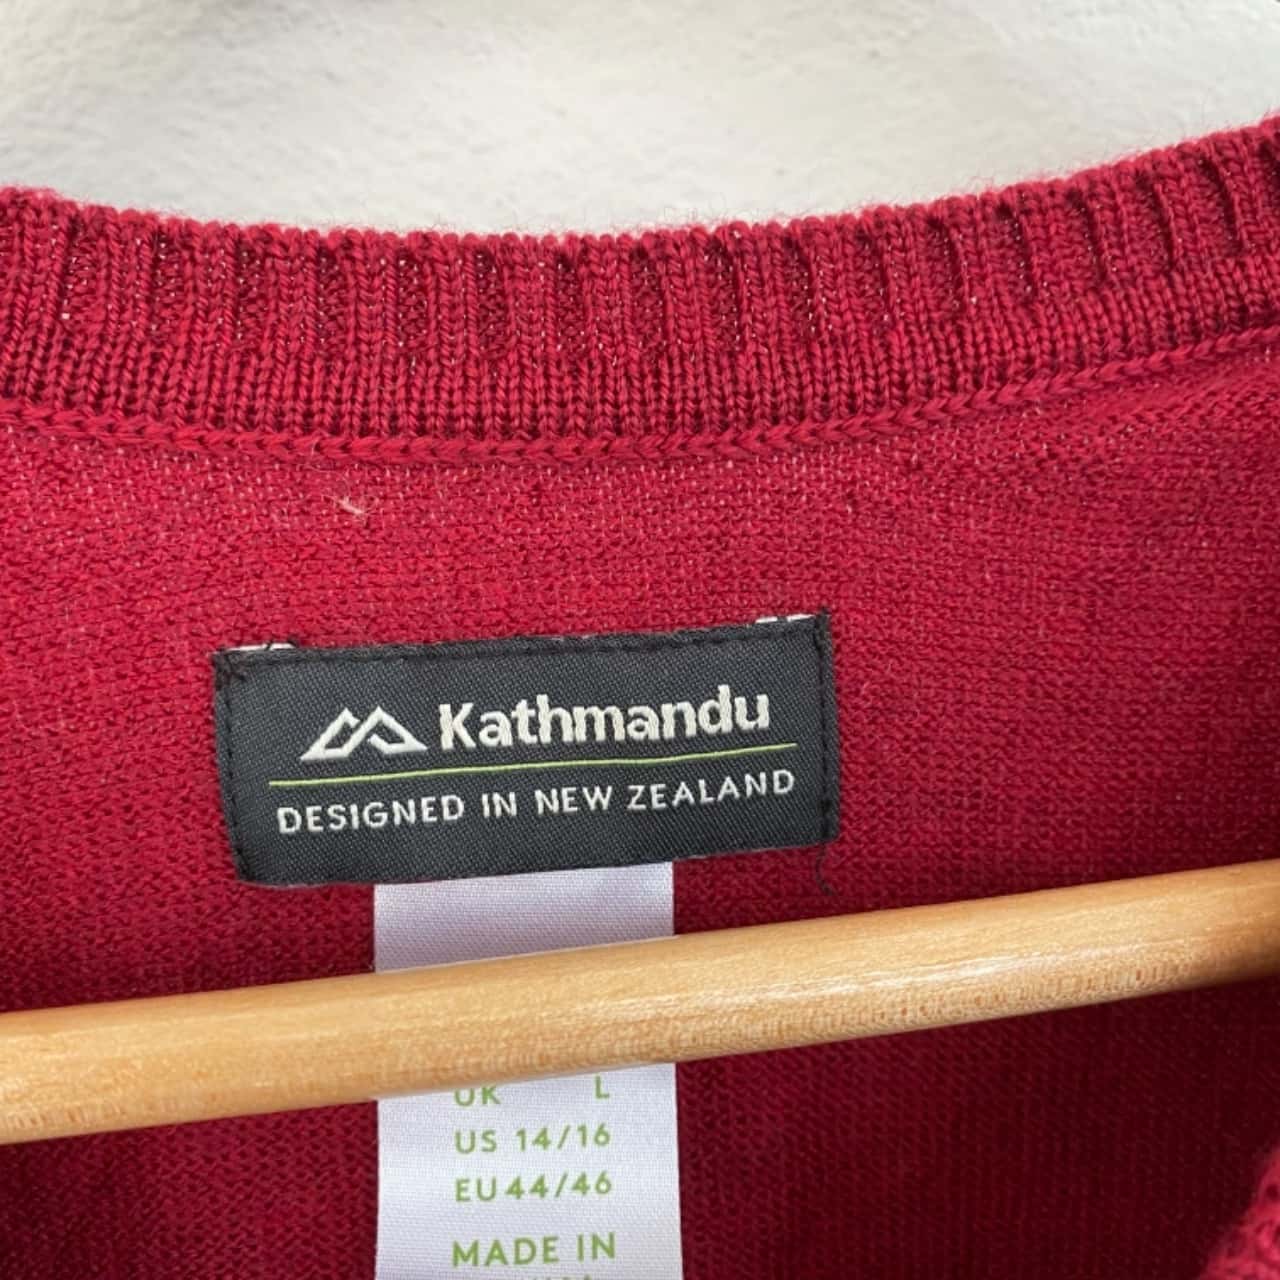 Kathmandu
DESIGNED IN NEW ZEALAND
UK L
US 14/16
EU 44/46
MADE IN